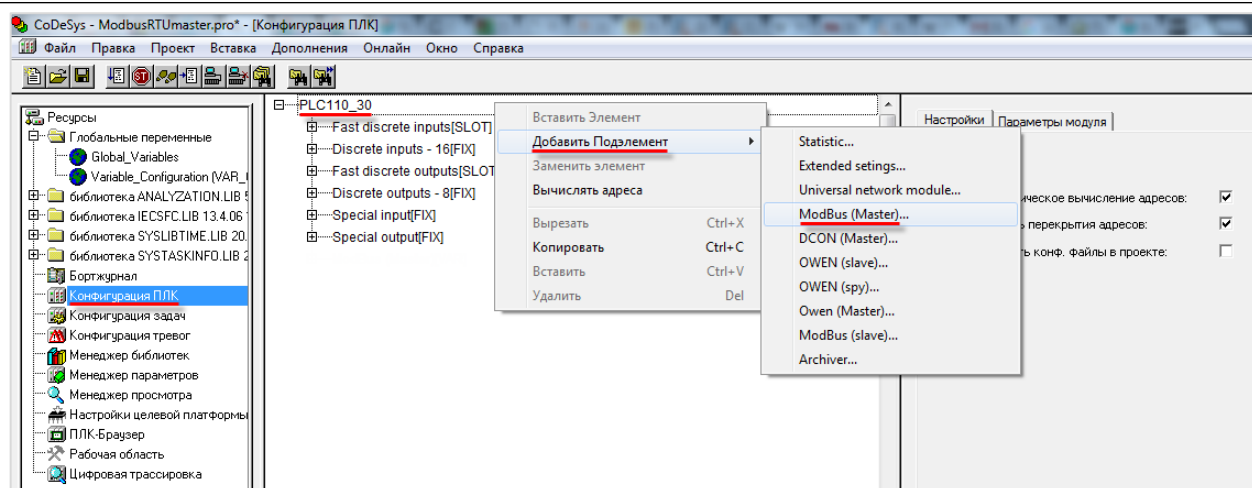 CoDeSys - ModbusRTUmaster.pro* - [Конфигурация ПЛК]
Файл Правка Проект Вставка Дополнения Онлайн Окно Справка
Ресурсы
Глобальные переменные
Global_Variables
Variable_Configuration (VAR_
библиотека ANALYZATION.LIB 5
библиотека IECSFC.LIB 13.4.06
библиотека SYSLIBTIME.LIB 20.
библиотека SYSTASKINFO.LIB 2
Бортжурнал
Конфигурация ПЛК
Конфигурация задач
Конфигурация тревог
Менеджер библиотек
Менеджер параметров
Менеджер просмотра
Настройки целевой платформы
ПЛК-Браузер
Рабочая область
Цифровая трассировка
PLC110_30
Fast discrete inputs[SLOT]
Discrete inputs - 16[FIX]
Fast discrete outputs[SLOT
Discrete outputs - 8[FIX]
Special input[FIX]
Special output[FIX]
Вставить Элемент
Добавить Подэлемент
Заменить элемент
Вычислять адреса
Вырезать Ctrl+X
Копировать Ctrl+C
Вставить Ctrl+V
Удалить Del
Statistic...
Extended setings...
Universal network module...
ModBus (Master)...
DCON (Master)...
OWEN (slave)...
OWEN (spy)...
Owen (Master)...
ModBus (slave)...
Archiver...
Настройки Параметры модуля
ическое вычисление адресов:
перекрытия адресов:
ь конф. файлы в проекте: